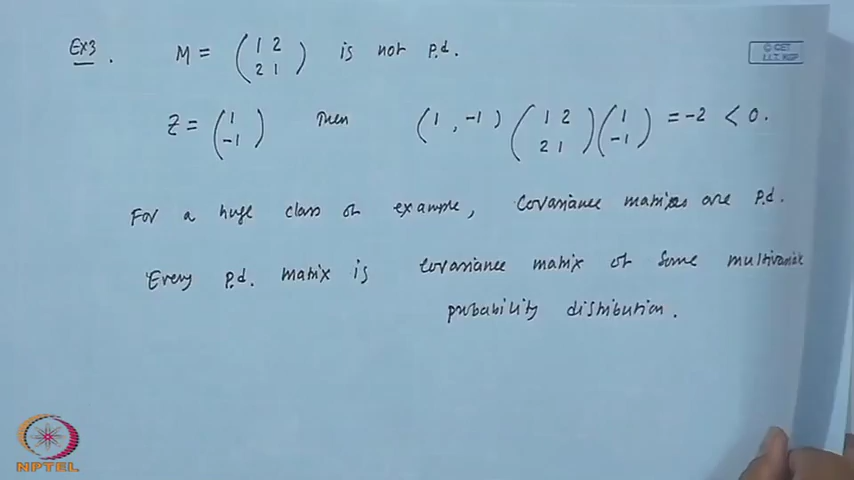 Ex3. M = (1 2 2 1) is not p.d.
© CET
I.I.T. KGP
Z = (1 -1) Then (1, -1) (1 2 2 1) (1 -1) = -2 < 0.
For a huge class of example, Covariance matrices are p.d.
Every p.d. matrix is covariance matrix of some multivariate
probability distribution.
NPTEL